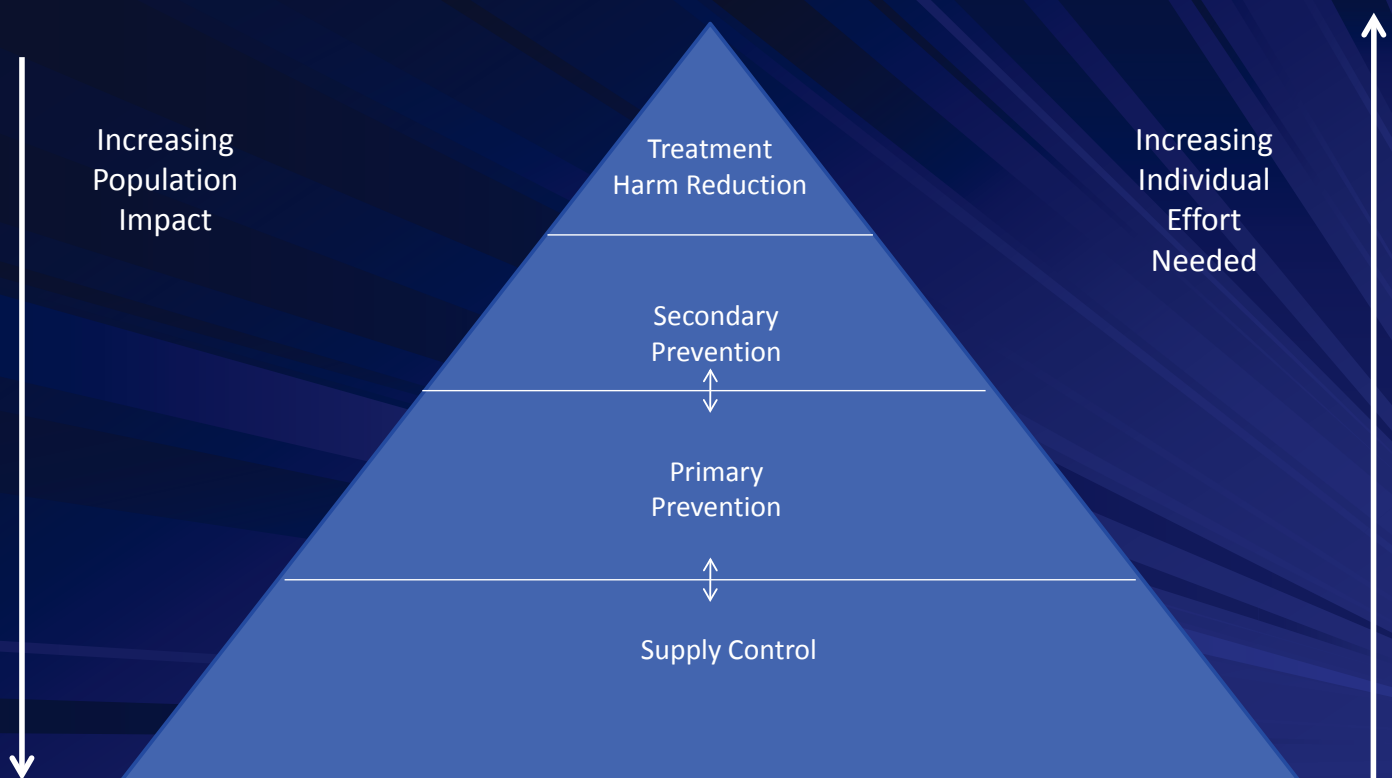 Increasing
Population
Impact
Treatment
Harm Reduction
Increasing
Individual
Effort
Needed
Secondary
Prevention
Primary
Prevention
Supply Control